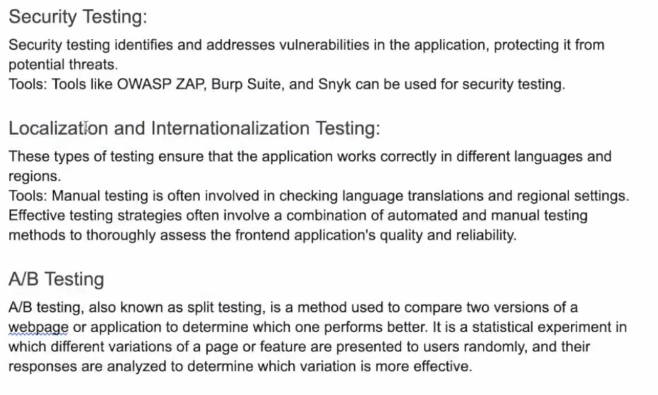 Security Testing:
Security testing identifies and addresses vulnerabilities in the application, protecting it from
potential threats.
Tools: Tools like OWASP ZAP, Burp Suite, and Snyk can be used for security testing.
Localization and Internationalization Testing:
These types of testing ensure that the application works correctly in different languages and
regions.
Tools: Manual testing is often involved in checking language translations and regional settings.
Effective testing strategies often involve a combination of automated and manual testing
methods to thoroughly assess the frontend application's quality and reliability.
A/B Testing
A/B testing, also known as split testing, is a method used to compare two versions of a
webpage or application to determine which one performs better. It is a statistical experiment in
which different variations of a page or feature are presented to users randomly, and their
responses are analyzed to determine which variation is more effective.